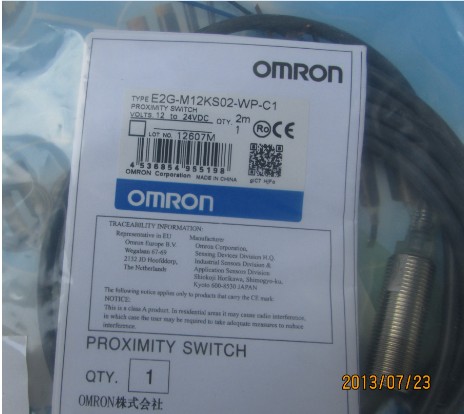 OMRON
TYPE E2G-M12KS02-WP-C1
PROXIMITY SWITCH
VOLTS 12 to 24VDC QTY. 2m
1
LOT NO. 12607M
RoHS CE
4 536854 955198
OMRON Corporation MADE IN CHINA
OMRON
TRACEABILITY INFORMATION:
Representative in EU Manufacturer
Omron Europe B.V. Omron Corporation,
Wegalaan 67-69 Sensing Devices Division H.Q.
2132 JD Hoofddorp, Industrial Sensors Division &
The Netherlands Application Sensors Division
Shiokoji Horikawa, Shimogyo-ku,
Kyoto 600-8530 JAPAN
The following notice applies only to products that carry the CE mark.
NOTICE:
This is a class A product. In residential areas it may cause radio interference,
in which case the user may be required to take adequate measures to reduce
interference.
PROXIMITY SWITCH
QTY. 1
OMRON株式会社
2013/07/23